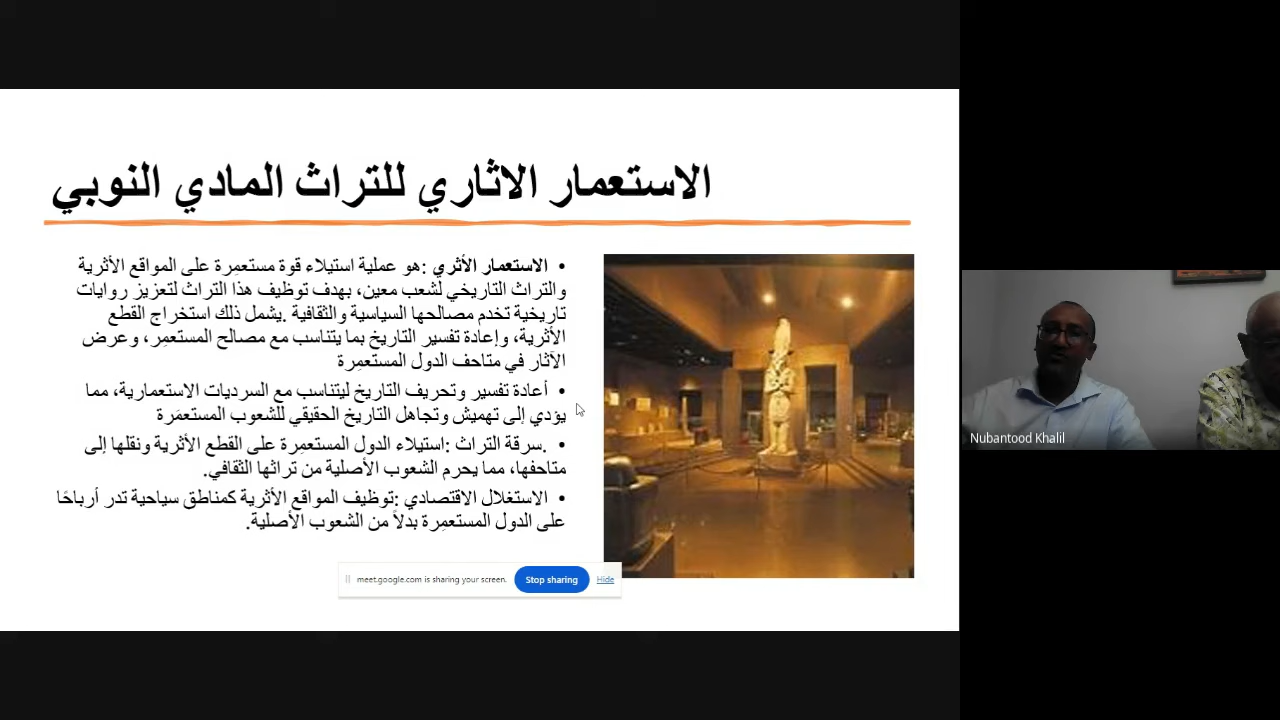 الاستعمار الاثاري للتراث المادي النوبي
• الاستعمار الأثري :هو عملية استيلاء قوة مستعمِرة على المواقع الأثرية
والتراث التاريخي لشعب معين، بهدف توظيف هذا التراث لتعزيز روايات
تاريخية تخدم مصالحها السياسية والثقافية .يشمل ذلك استخراج القطع
الأثرية، وإعادة تفسير التاريخ بما يتناسب مع مصالح المستعمِر، وعرض
الآثار في متاحف الدول المستعمِرة
• أعادة تفسير وتحريف التاريخ ليتناسب مع السرديات الاستعمارية، مما
يؤدي إلى تهميش وتجاهل التاريخ الحقيقي للشعوب المستعمَرة
• .سرقة التراث :استيلاء الدول المستعمِرة على القطع الأثرية ونقلها إلى
متاحفها، مما يحرم الشعوب الأصلية من تراثها الثقافي.
• الاستغلال الاقتصادي :توظيف المواقع الأثرية كمناطق سياحية تدر أرباحًا
على الدول المستعمِرة بدلاً من الشعوب الأصلية.
meet.google.com is sharing your screen. Stop sharing Hide
Nubantood Khalil